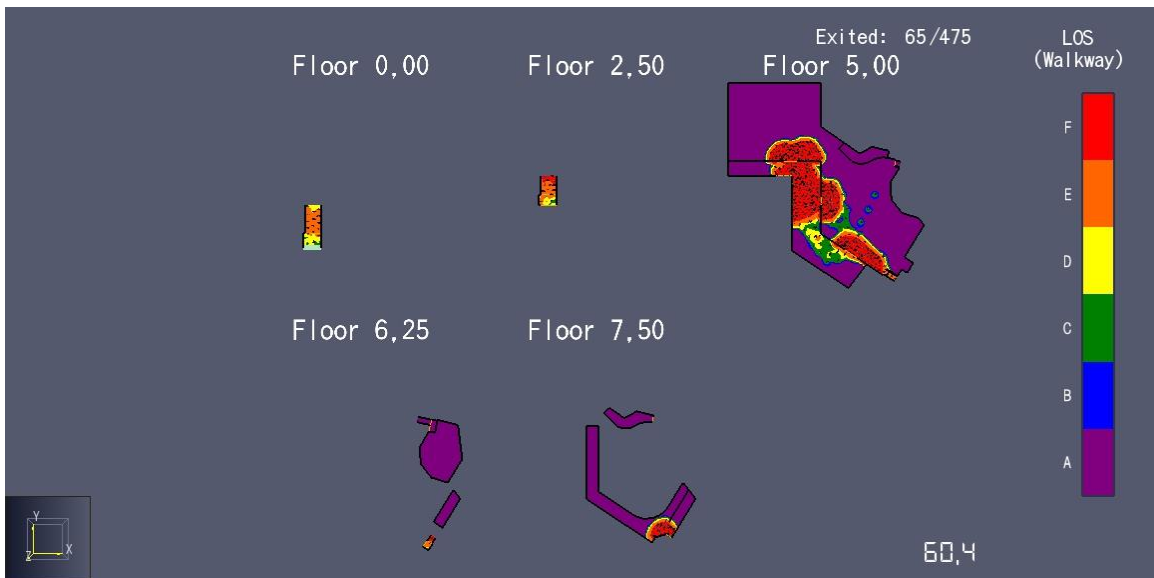 Exited: 65/475
LOS
(Walkway)
Floor 0,00
Floor 2,50
Floor 5,00
F
E
D
C
B
A
Floor 6,25
Floor 7,50
Y
Z
X
60,4